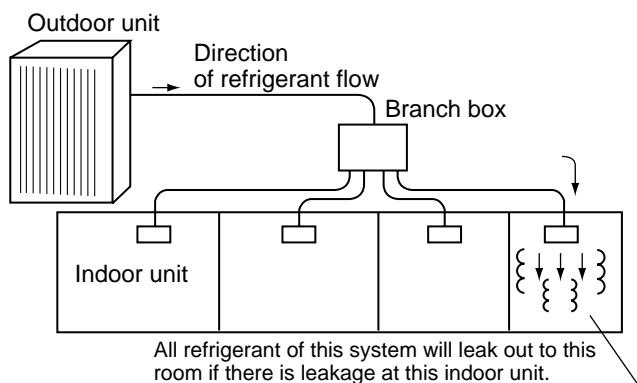 Outdoor unit
Direction
of refrigerant flow
Branch box
Indoor unit
All refrigerant of this system will leak out to this
room if there is leakage at this indoor unit.